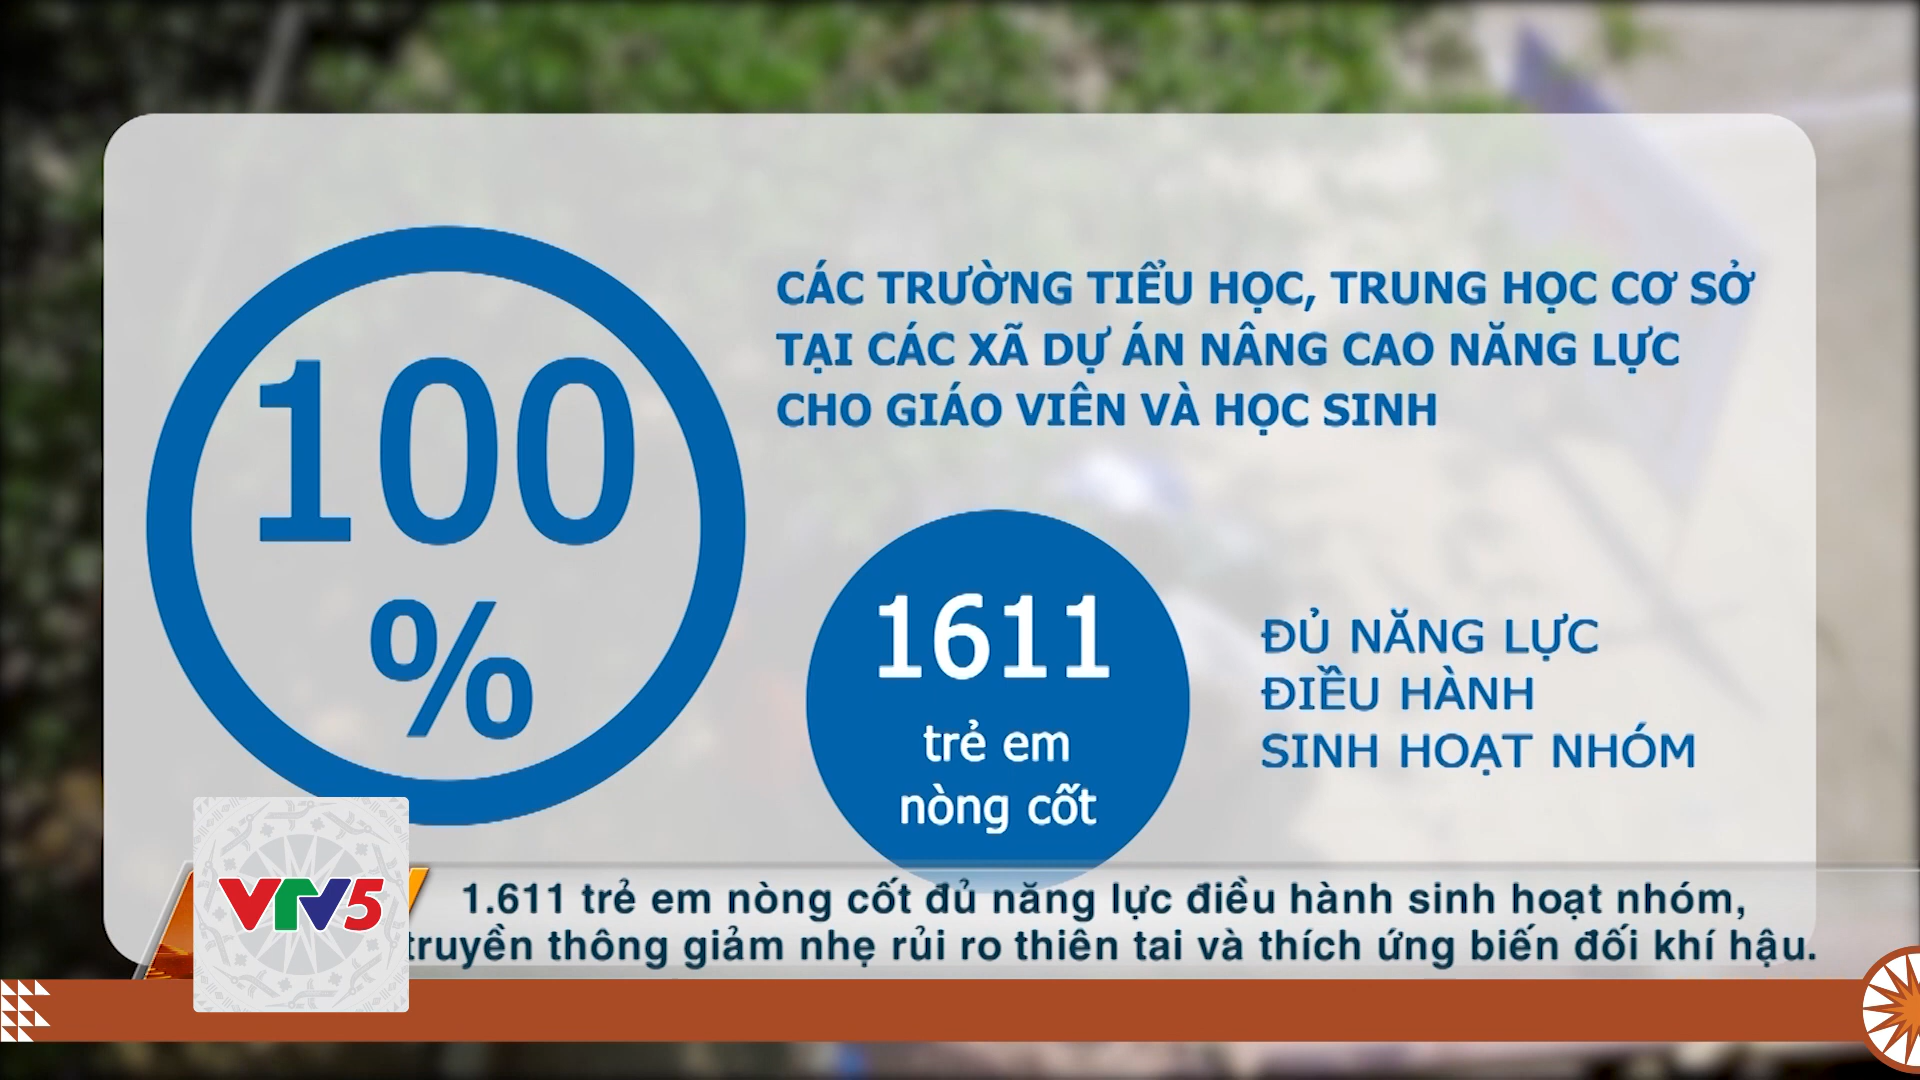 100
%
CÁC TRƯỜNG TIỂU HỌC, TRUNG HỌC CƠ SỞ
TẠI CÁC XÃ DỰ ÁN NÂNG CAO NĂNG LỰC
CHO GIÁO VIÊN VÀ HỌC SINH
1611
trẻ em
nòng cốt
ĐỦ NĂNG LỰC
ĐIỀU HÀNH
SINH HOẠT NHÓM
VTV5
1.611 trẻ em nòng cốt đủ năng lực điều hành sinh hoạt nhóm,
truyền thông giảm nhẹ rủi ro thiên tai và thích ứng biến đối khí hậu.